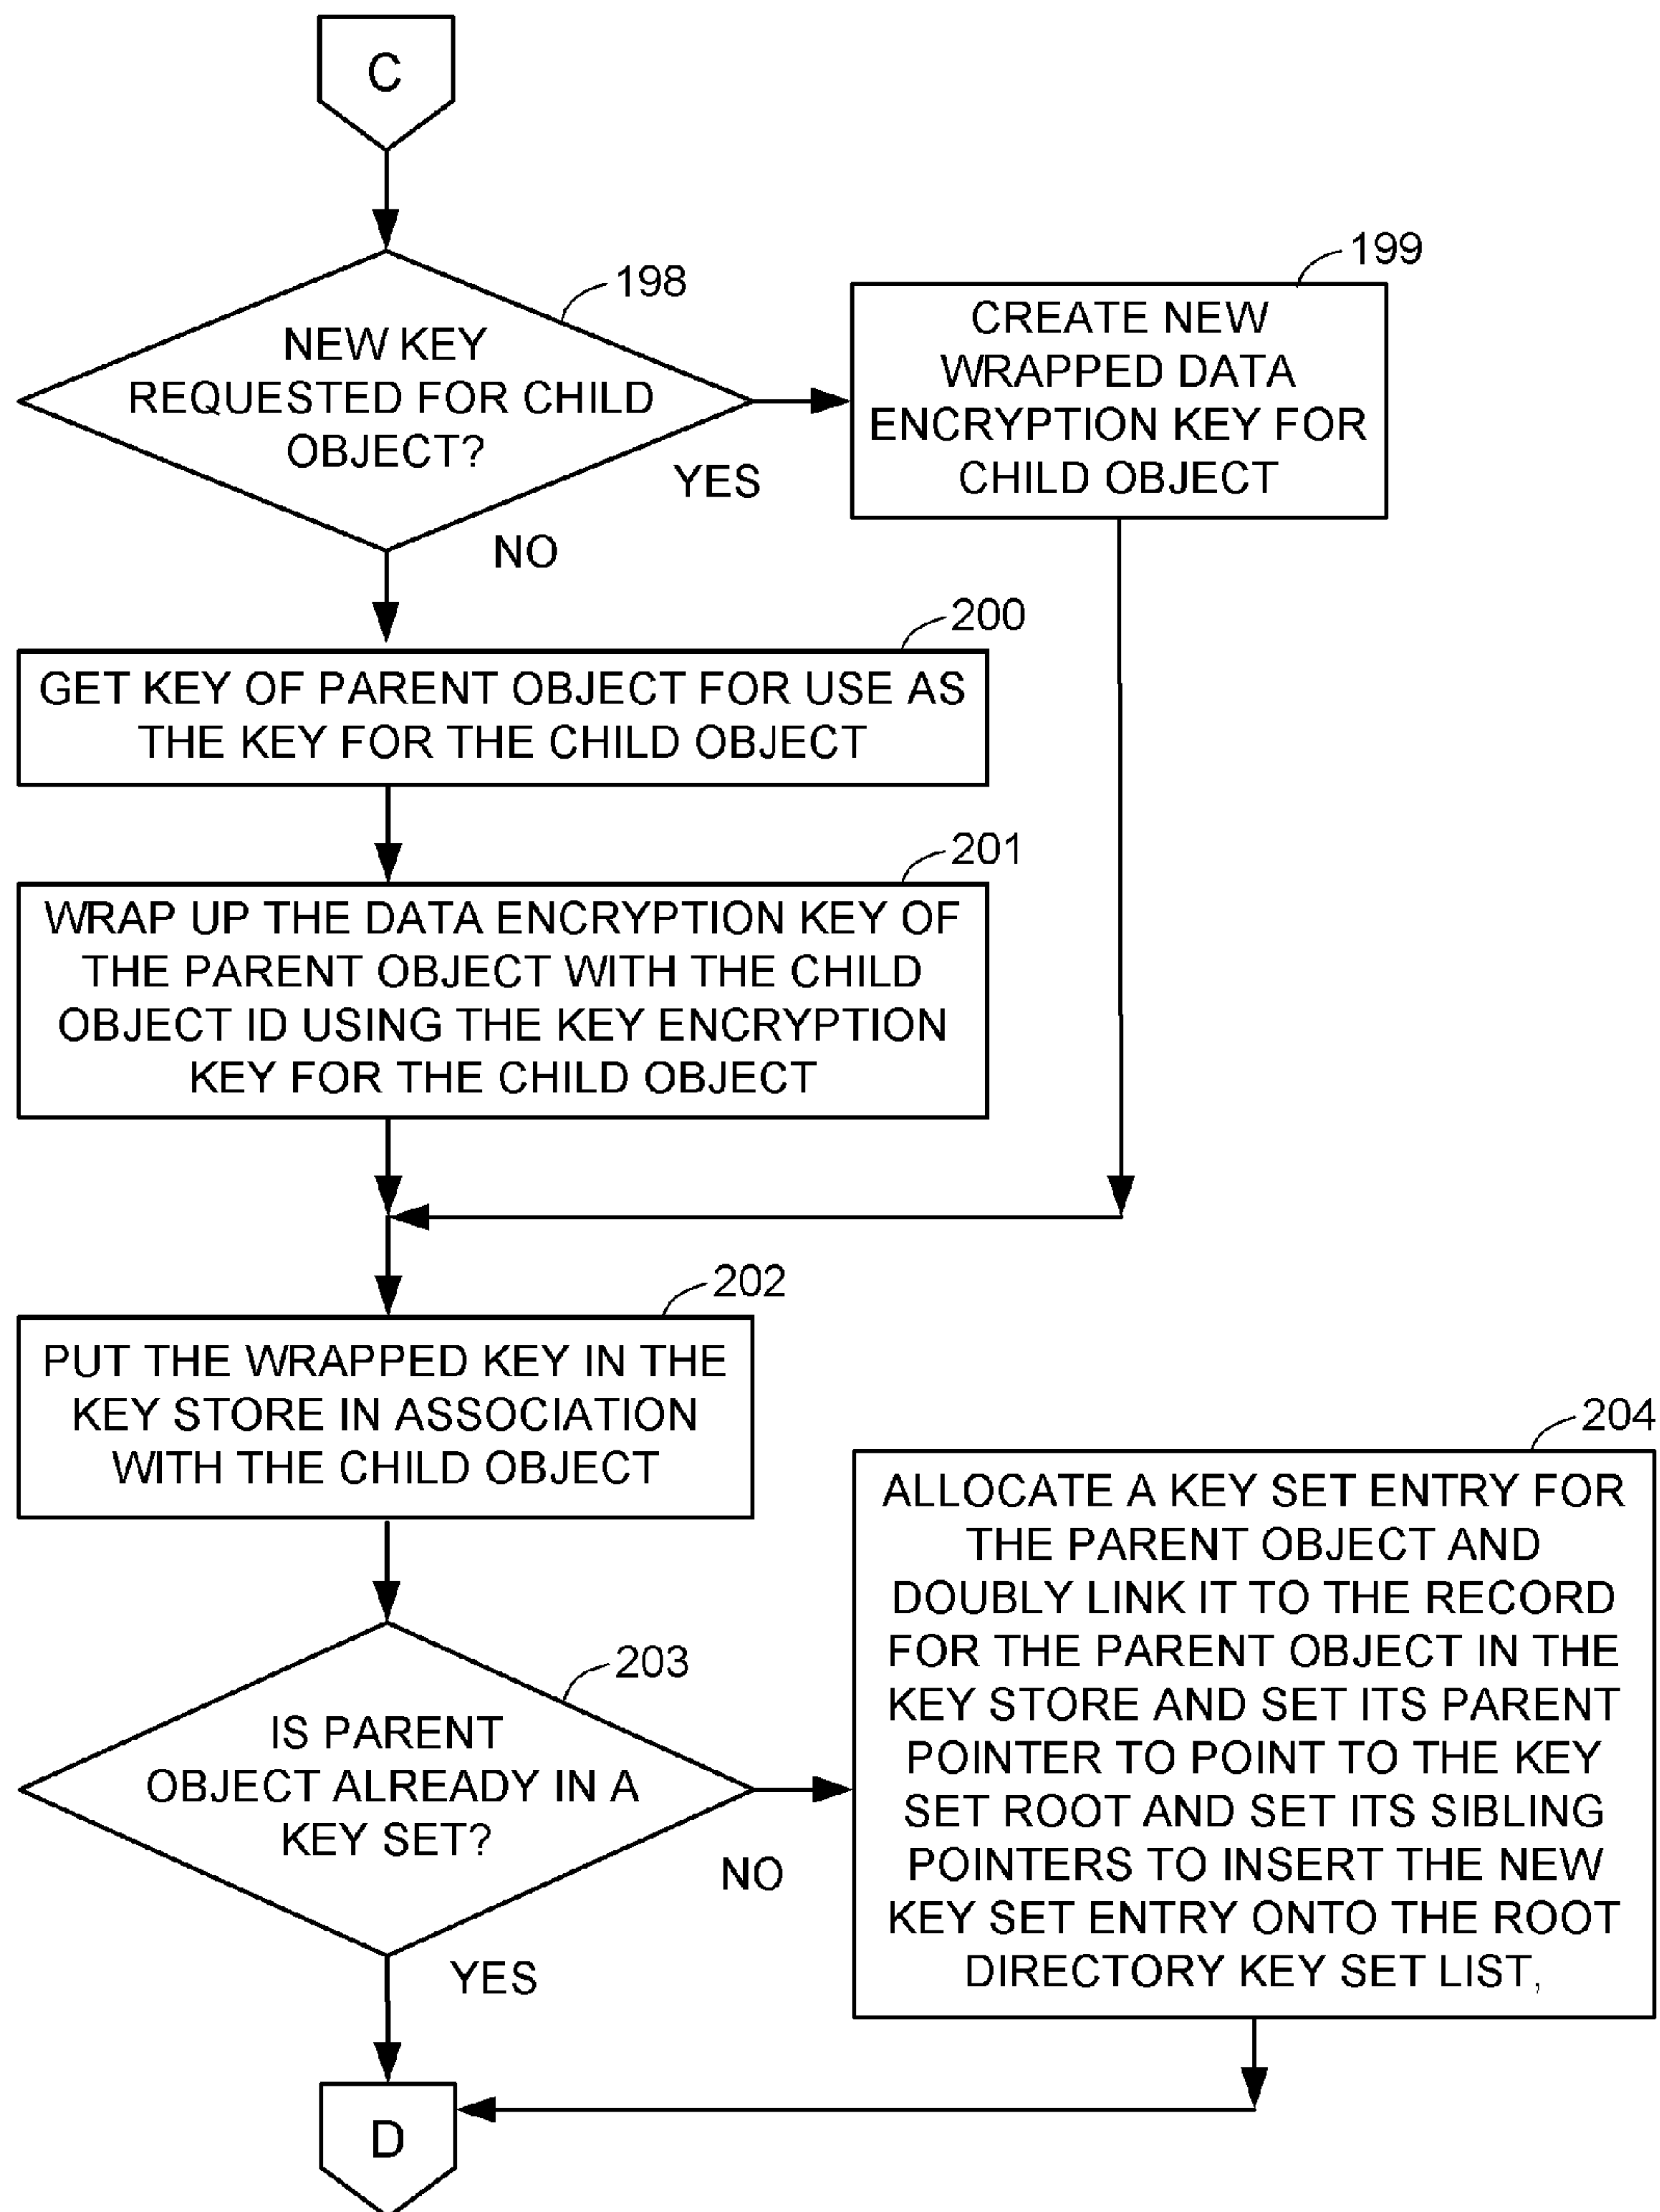 C
198
NEW KEY
REQUESTED FOR CHILD
OBJECT?
YES
NO
199
CREATE NEW
WRAPPED DATA
ENCRYPTION KEY FOR
CHILD OBJECT
200
GET KEY OF PARENT OBJECT FOR USE AS
THE KEY FOR THE CHILD OBJECT
201
WRAP UP THE DATA ENCRYPTION KEY OF
THE PARENT OBJECT WITH THE CHILD
OBJECT ID USING THE KEY ENCRYPTION
KEY FOR THE CHILD OBJECT
202
PUT THE WRAPPED KEY IN THE
KEY STORE IN ASSOCIATION
WITH THE CHILD OBJECT
203
IS PARENT
OBJECT ALREADY IN A
KEY SET?
NO
YES
204
ALLOCATE A KEY SET ENTRY FOR
THE PARENT OBJECT AND
DOUBLY LINK IT TO THE RECORD
FOR THE PARENT OBJECT IN THE
KEY STORE AND SET ITS PARENT
POINTER TO POINT TO THE KEY
SET ROOT AND SET ITS SIBLING
POINTERS TO INSERT THE NEW
KEY SET ENTRY ONTO THE ROOT
DIRECTORY KEY SET LIST,
D